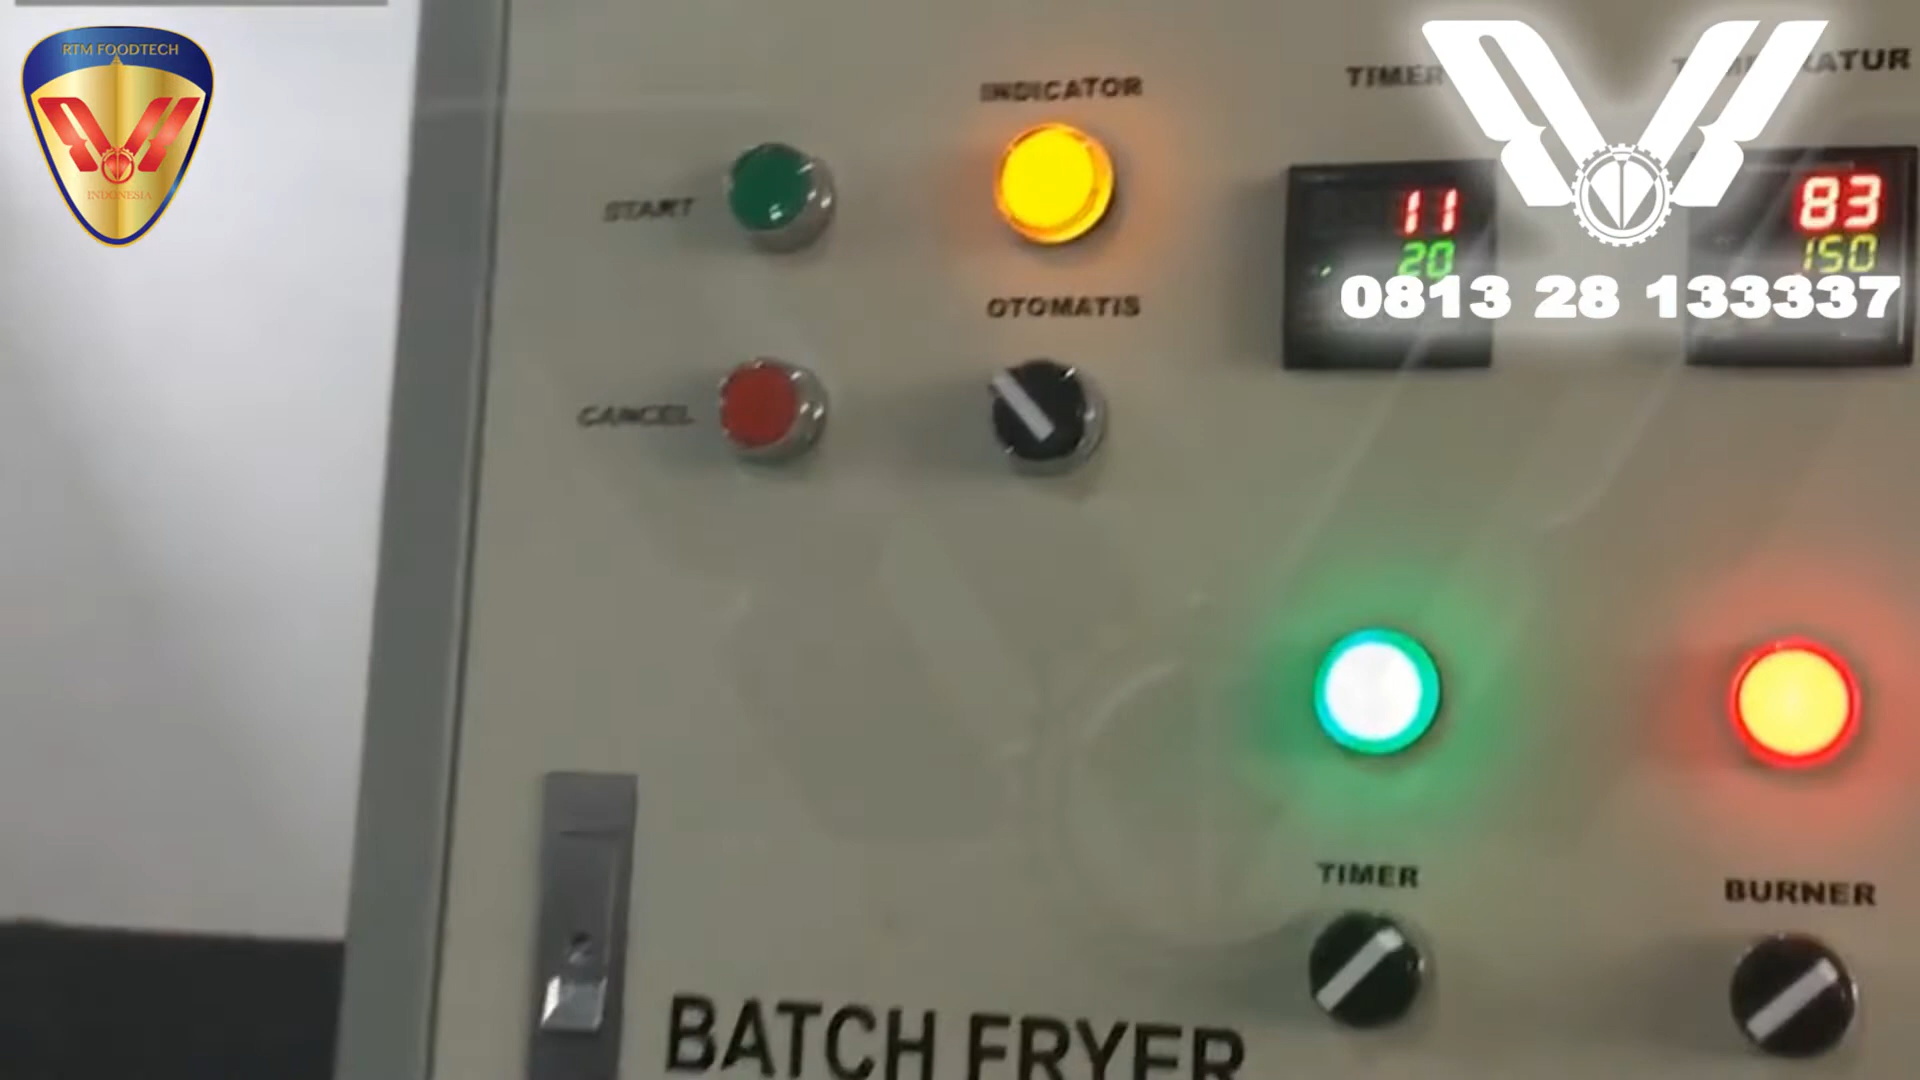 RTM FOODTECH
INDONESIA
INDICATOR
TIMER
START
11
20
83
150
0813 28 133337
OTOMATIS
CANCEL
TIMER
BURNER
BATCH FRYER